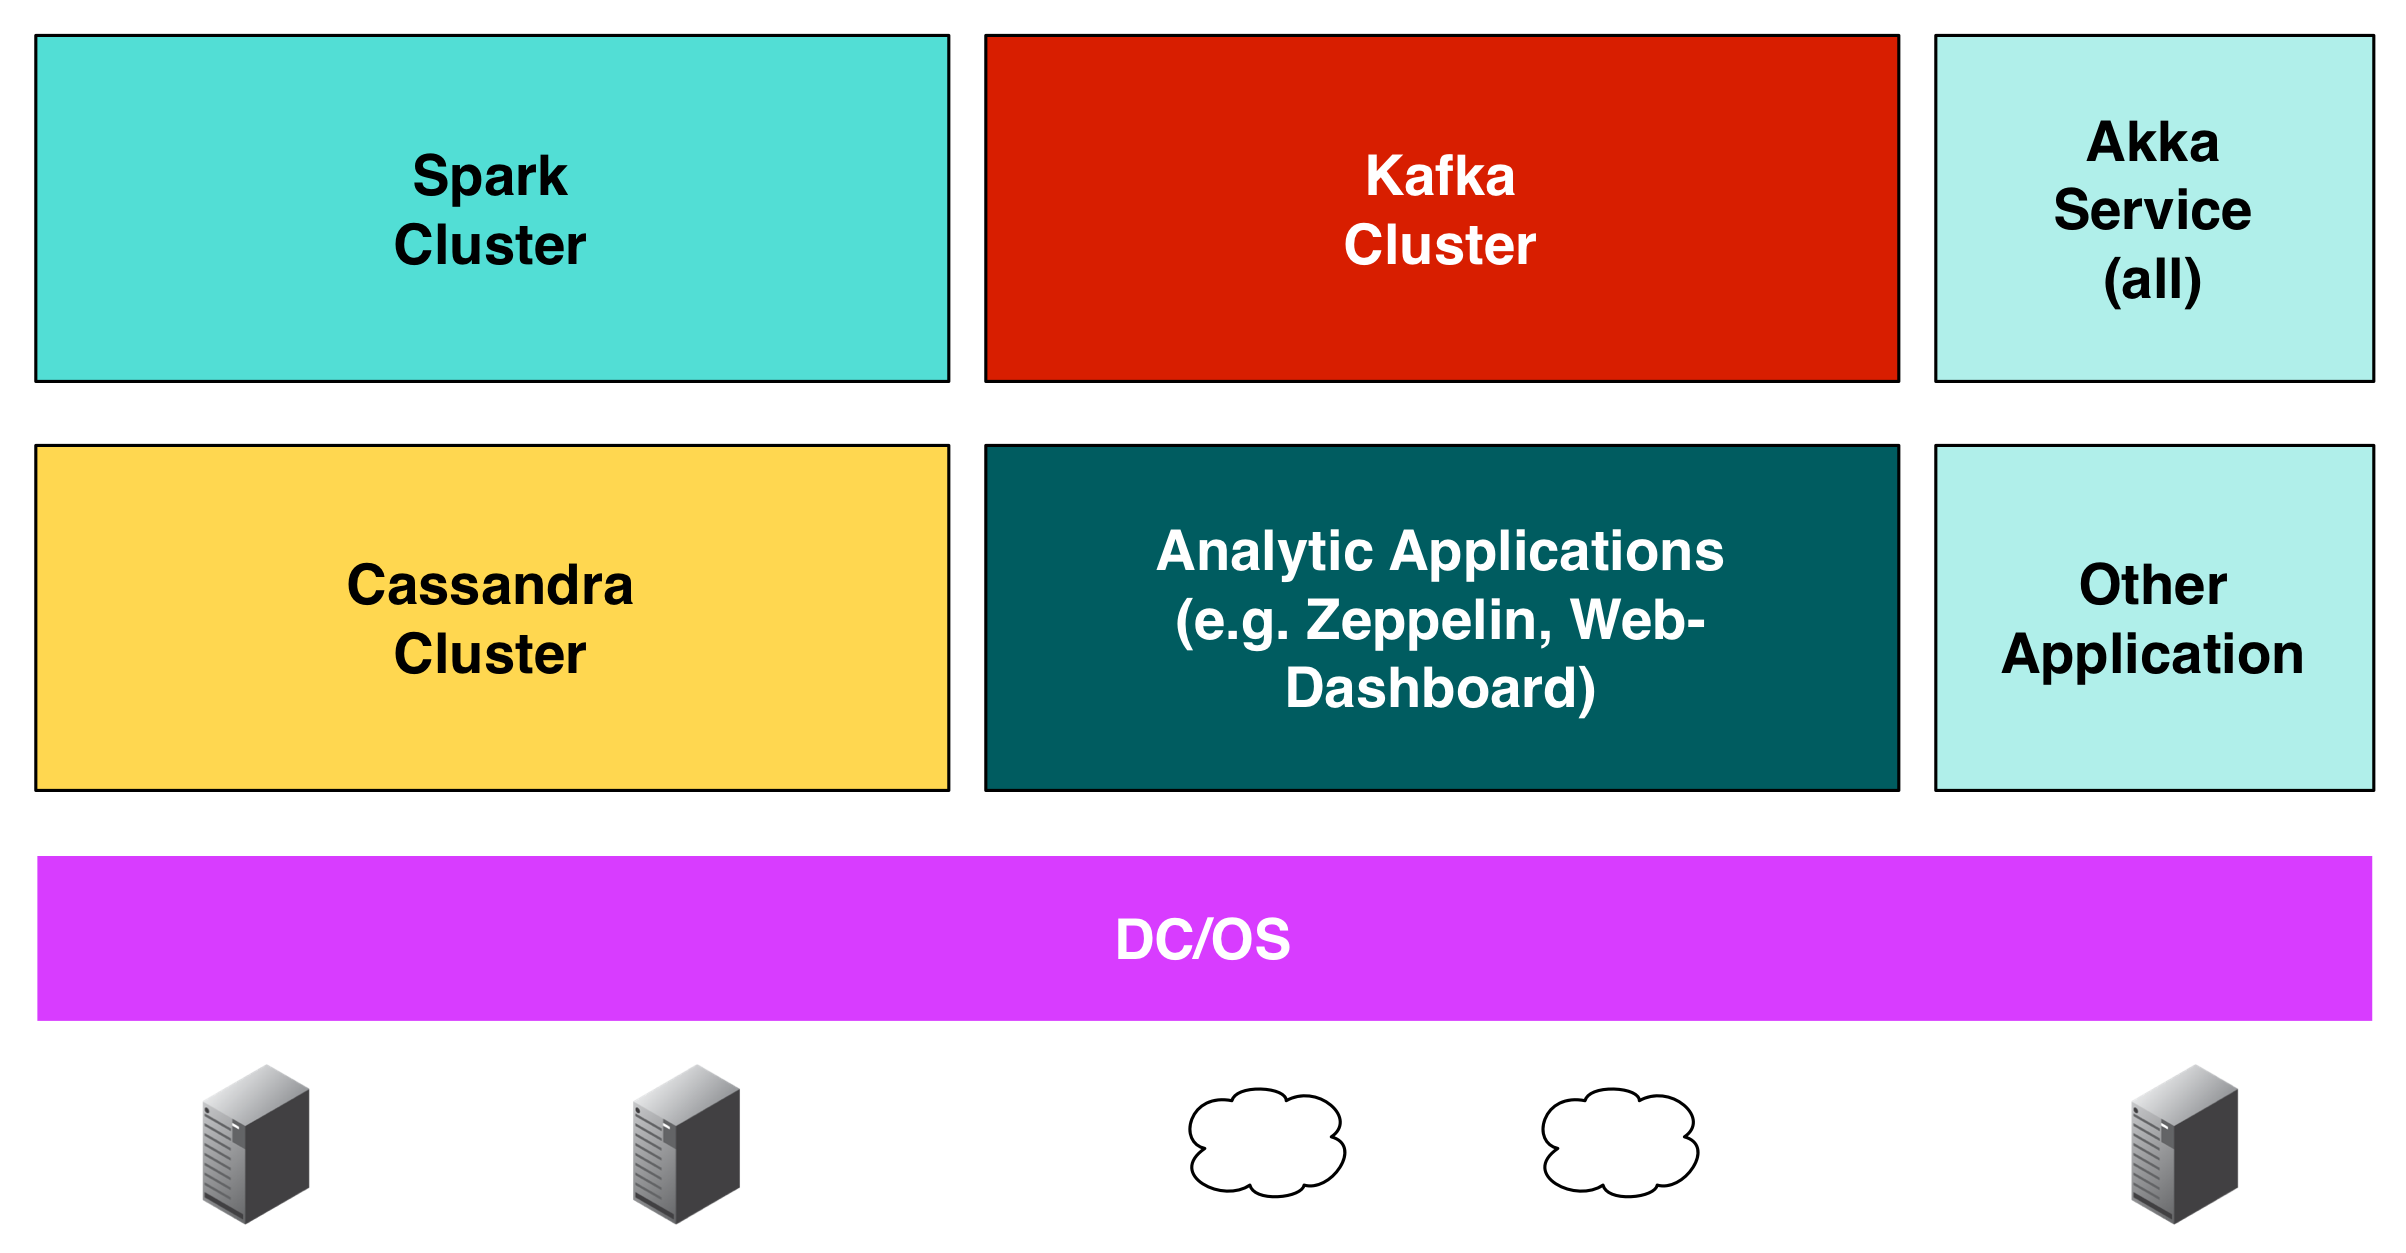 Spark
Cluster
Kafka
Cluster
Akka
Service
(all)
Cassandra
Cluster
Analytic Applications
(e.g. Zeppelin, Web-
Dashboard)
Other
Application
DC/OS